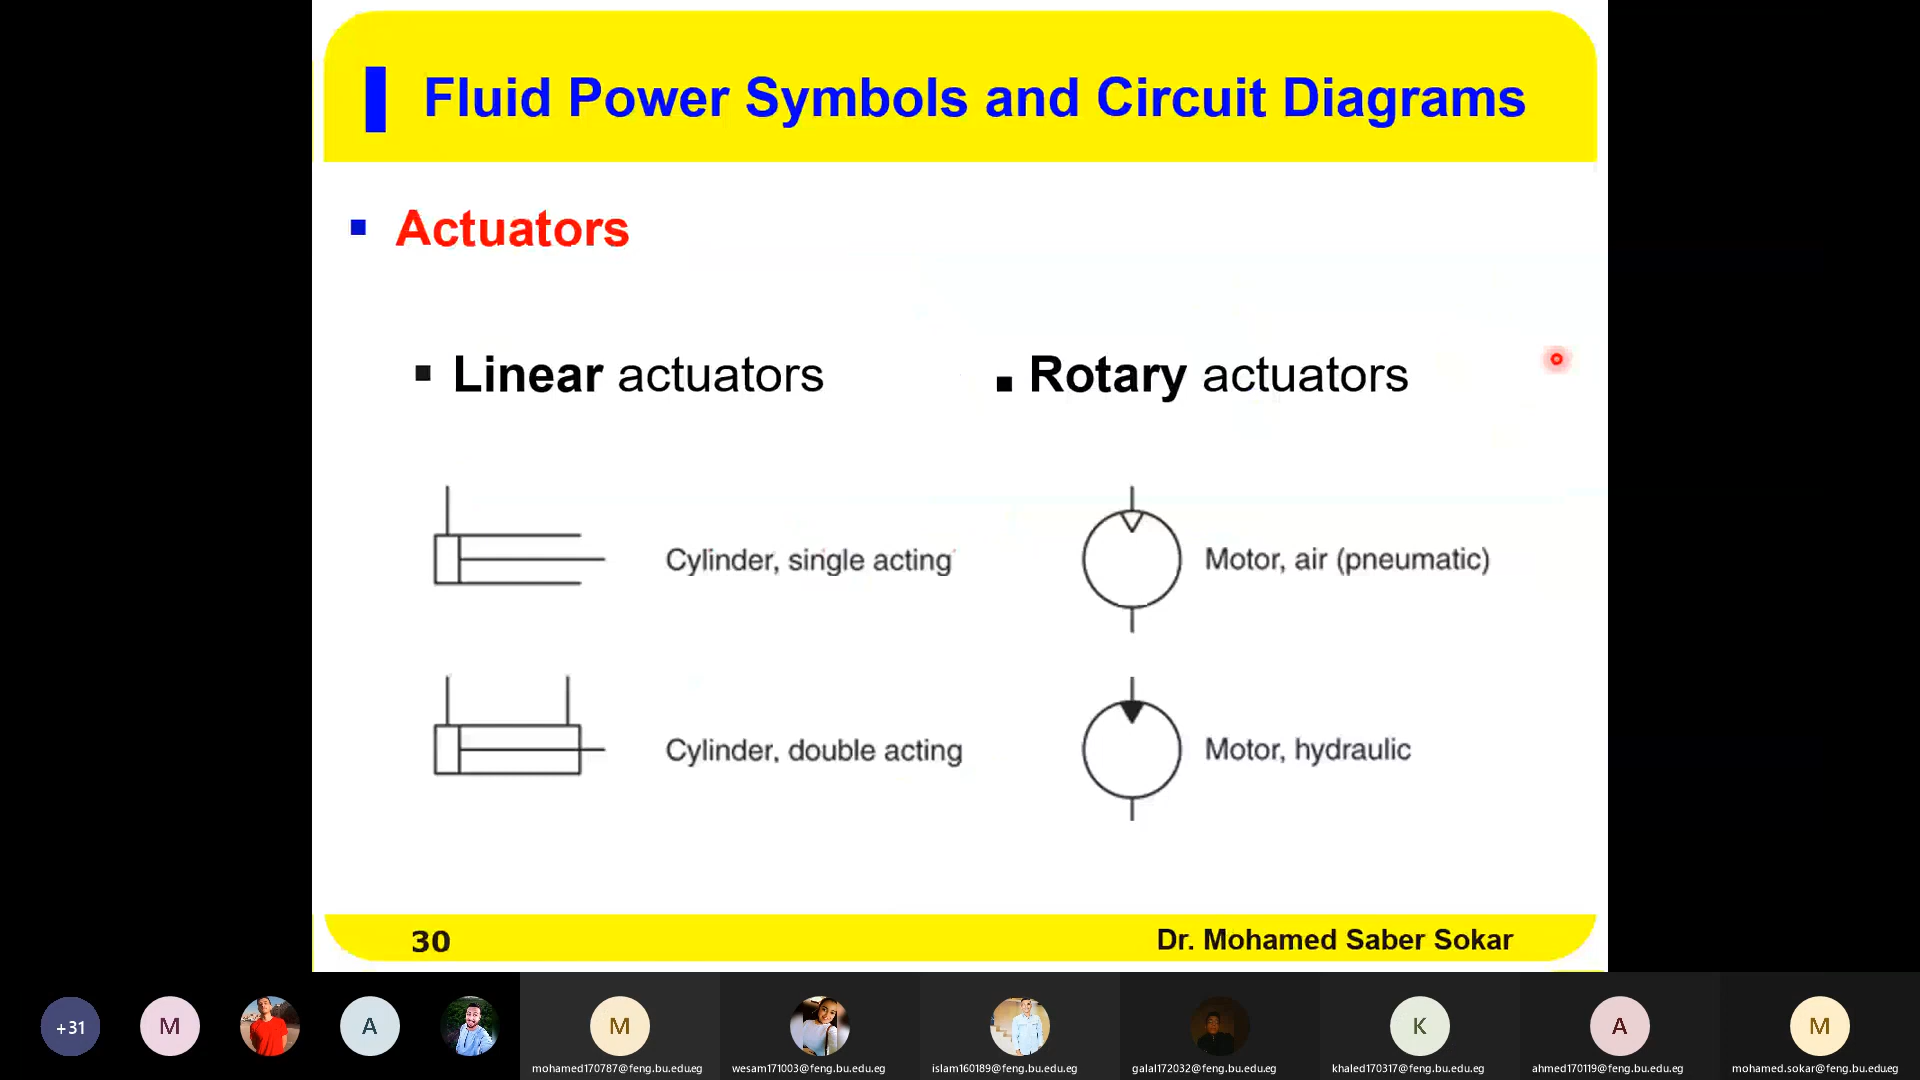 Fluid Power Symbols and Circuit Diagrams
Actuators
Linear actuators
Rotary actuators
Cylinder, single acting
Motor, air (pneumatic)
Cylinder, double acting
Motor, hydraulic
30
Dr. Mohamed Saber Sokar
+31
M
A
M
K
A
M
mohamed170787@feng.bu.edu.eg
wesam171003@feng.bu.edu.eg
islam160189@feng.bu.edu.eg
galal172032@feng.bu.edu.eg
khaled170317@feng.bu.edu.eg
ahmed170119@feng.bu.edu.eg
mohamed.sokar@feng.bu.edu.eg